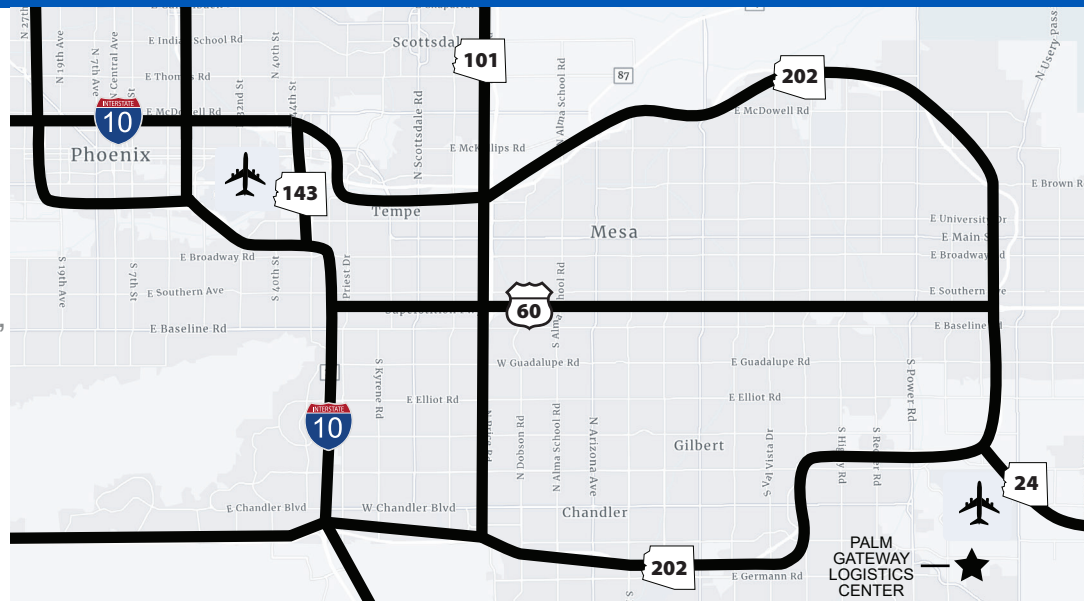 N 27th
N 19th Ave
N 7th Ave
N Central Ave
St
E India School Rd
E Thomas Rd
E McDowell Rd
INTERSTATE
10
Phoenix
32nd St
N 40th St
44th St
143
Scottsdal
101
N Scottsdale Rd
E McKellips Rd
Tempe
N Alma School Rd
87
202
E McDowell Rd
N Usery Pass
E Brown R
Mesa
E University Dr
E Main S
E Broadway Rd
E Southern Ave
E Baseline Rd
E Broadway Rd
S 40th St
Priest Dr
S 19th Ave
S 7th St
E Southern Ave
E Baseline Rd
60
S Alma School Rd
W Guadalupe Rd
E Guadalupe Rd
S Kyrene Rd
E Elliot Rd
E Elliot Rd
S Power Rd
INTERSTATE
10
N Price Rd
N Dobson Rd
N Alma School Rd
N Arizona Ave
Gilbert
S Val Vista Dr
S Higley Rd
S Recker Rd
24
E Chandler Blvd
W Chandler Blvd
Chandler
202
E Germann Rd
S
PALM
GATEWAY
LOGISTICS
CENTER